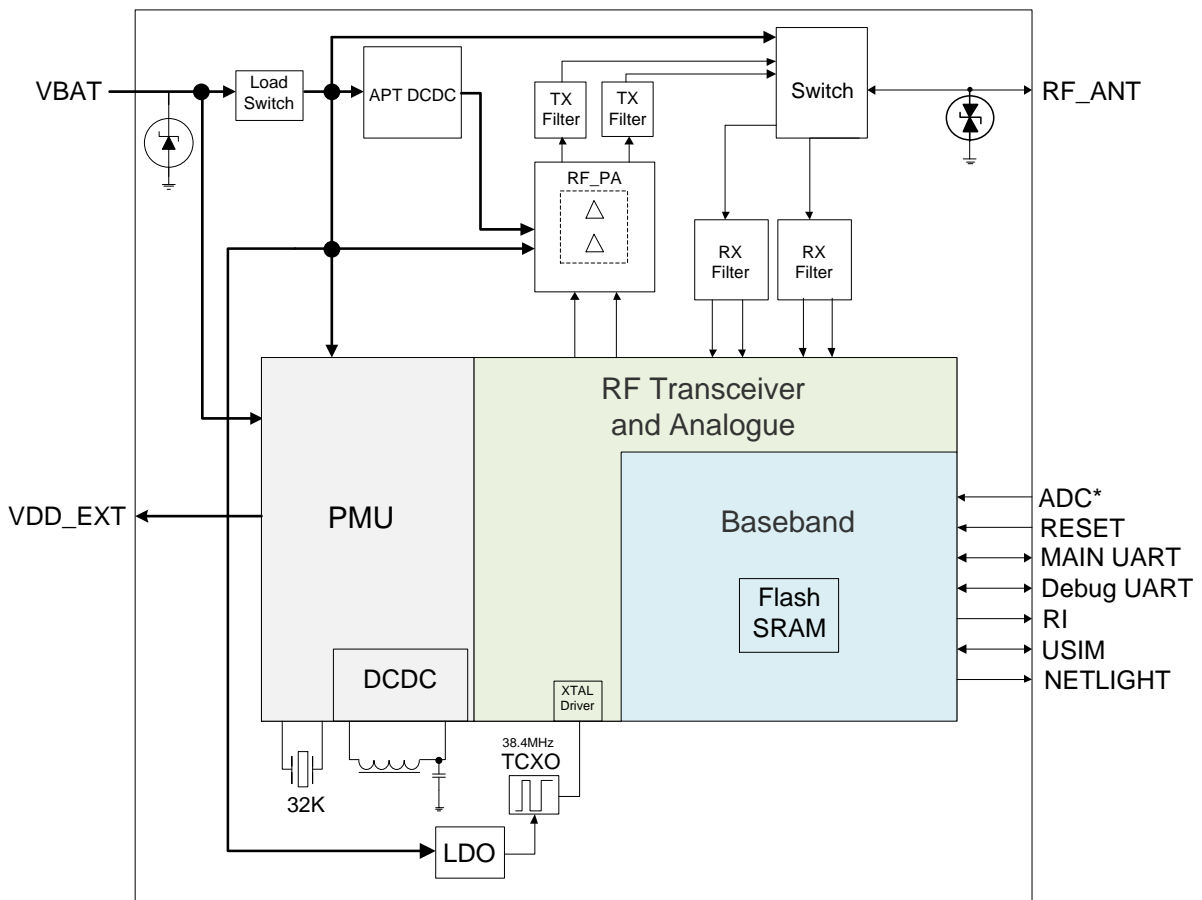 VBAT
Load
Switch
APT DCDC
TX
Filter
TX
Filter
Switch
RF_ANT
RF_PA
RX
Filter
RX
Filter
RF Transceiver
and Analogue
PMU
VDD_EXT
Baseband
Flash
SRAM
ADC*
RESET
MAIN UART
Debug UART
RI
USIM
NETLIGHT
DCDC
XTAL
Driver
38.4MHz
TCXO
32K
LDO